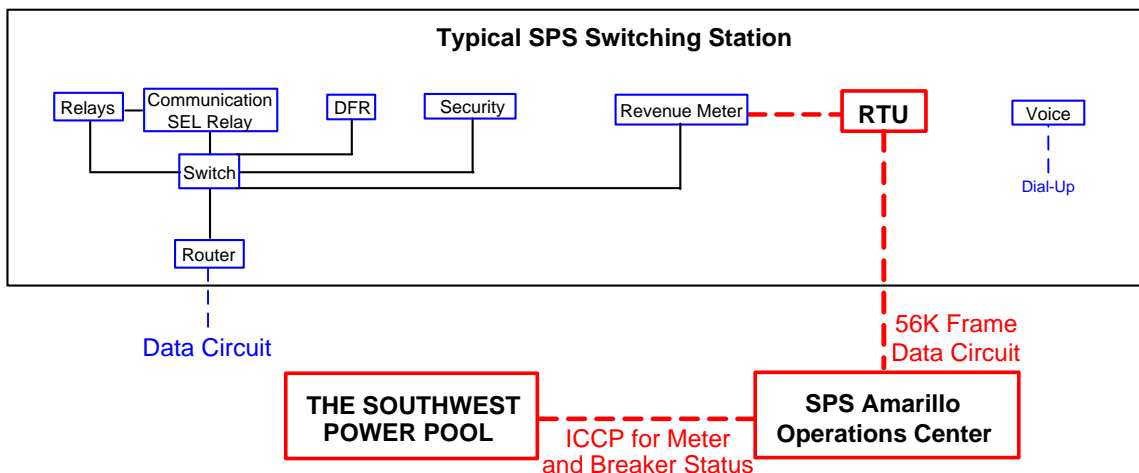 Typical SPS Switching Station
Relays
Communication
SEL Relay
DFR
Security
Revenue Meter
RTU
Voice
Switch
Dial-Up
Router
Data Circuit
56K Frame
Data Circuit
THE SOUTHWEST
POWER POOL
ICCP for Meter
and Breaker Status
SPS Amarillo
Operations Center